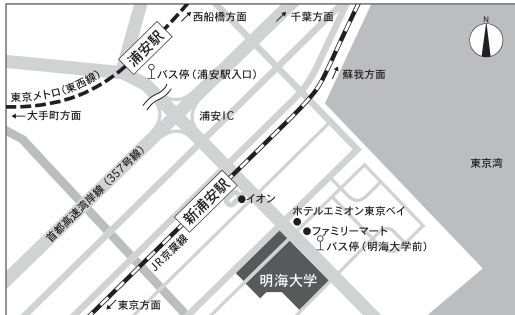 西船橋方面
千葉方面
N
浦安駅
バス停(浦安駅入口)
蘇我方面
東京メトロ(東西線)
←大手町方面
浦安IC
東京湾
首都高速湾岸線(357号線)
新浦安駅
イオン
ホテルエミオン東京ベイ
ファミリーマート
バス停(明海大学前)
JR京葉線
明海大学
東京方面